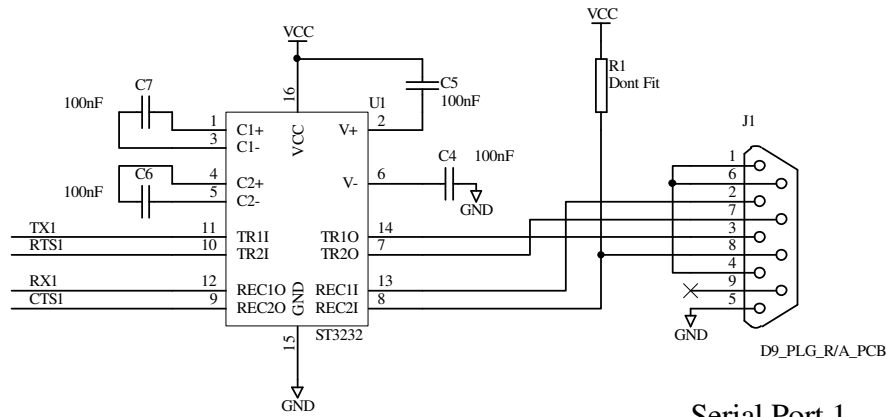 VCC
VCC
C7
100nF
16
C5
100nF
R1
Dont Fit
U1
J1
1
3
C1+
C1-
VCC
V+
2
C6
100nF
4
5
C2+
C2-
V-
6
C4
100nF
GND
TX1
RTS1
11
10
TR1I
TR2I
TR1O
TR2O
14
7
RX1
CTS1
12
9
REC1O
REC2O
GND
REC1I
REC2I
13
8
15
ST3232
GND
1
6
2
7
3
8
4
9
5
GND
D9_PLG_R/A_PCB
Serial Port 1